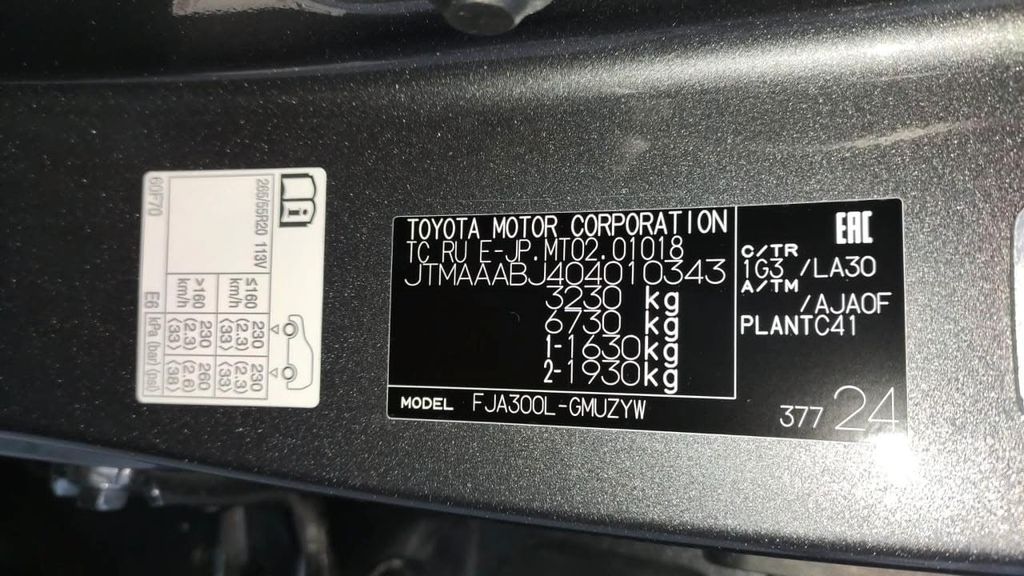 TOYOTA MOTOR CORPORATION
TC RU E-JP.MT02.01018
JTMAAABJ404010343
3230 kg
6730 kg
1-1630kg
2-1930kg
MODEL FJA300L-GMUZYW
EAC
C/TR
1G3 /LA30
A/TM
/AJA0F
PLANTC41
377 24
265/55R20 113V
≤160 km/h 230 (2.3) (33) 230 (2.3) (33)
>160 km/h 230 (2.3) (33) 260 (2.6) (38)
60F70 E6 kPa (bar) (psi)